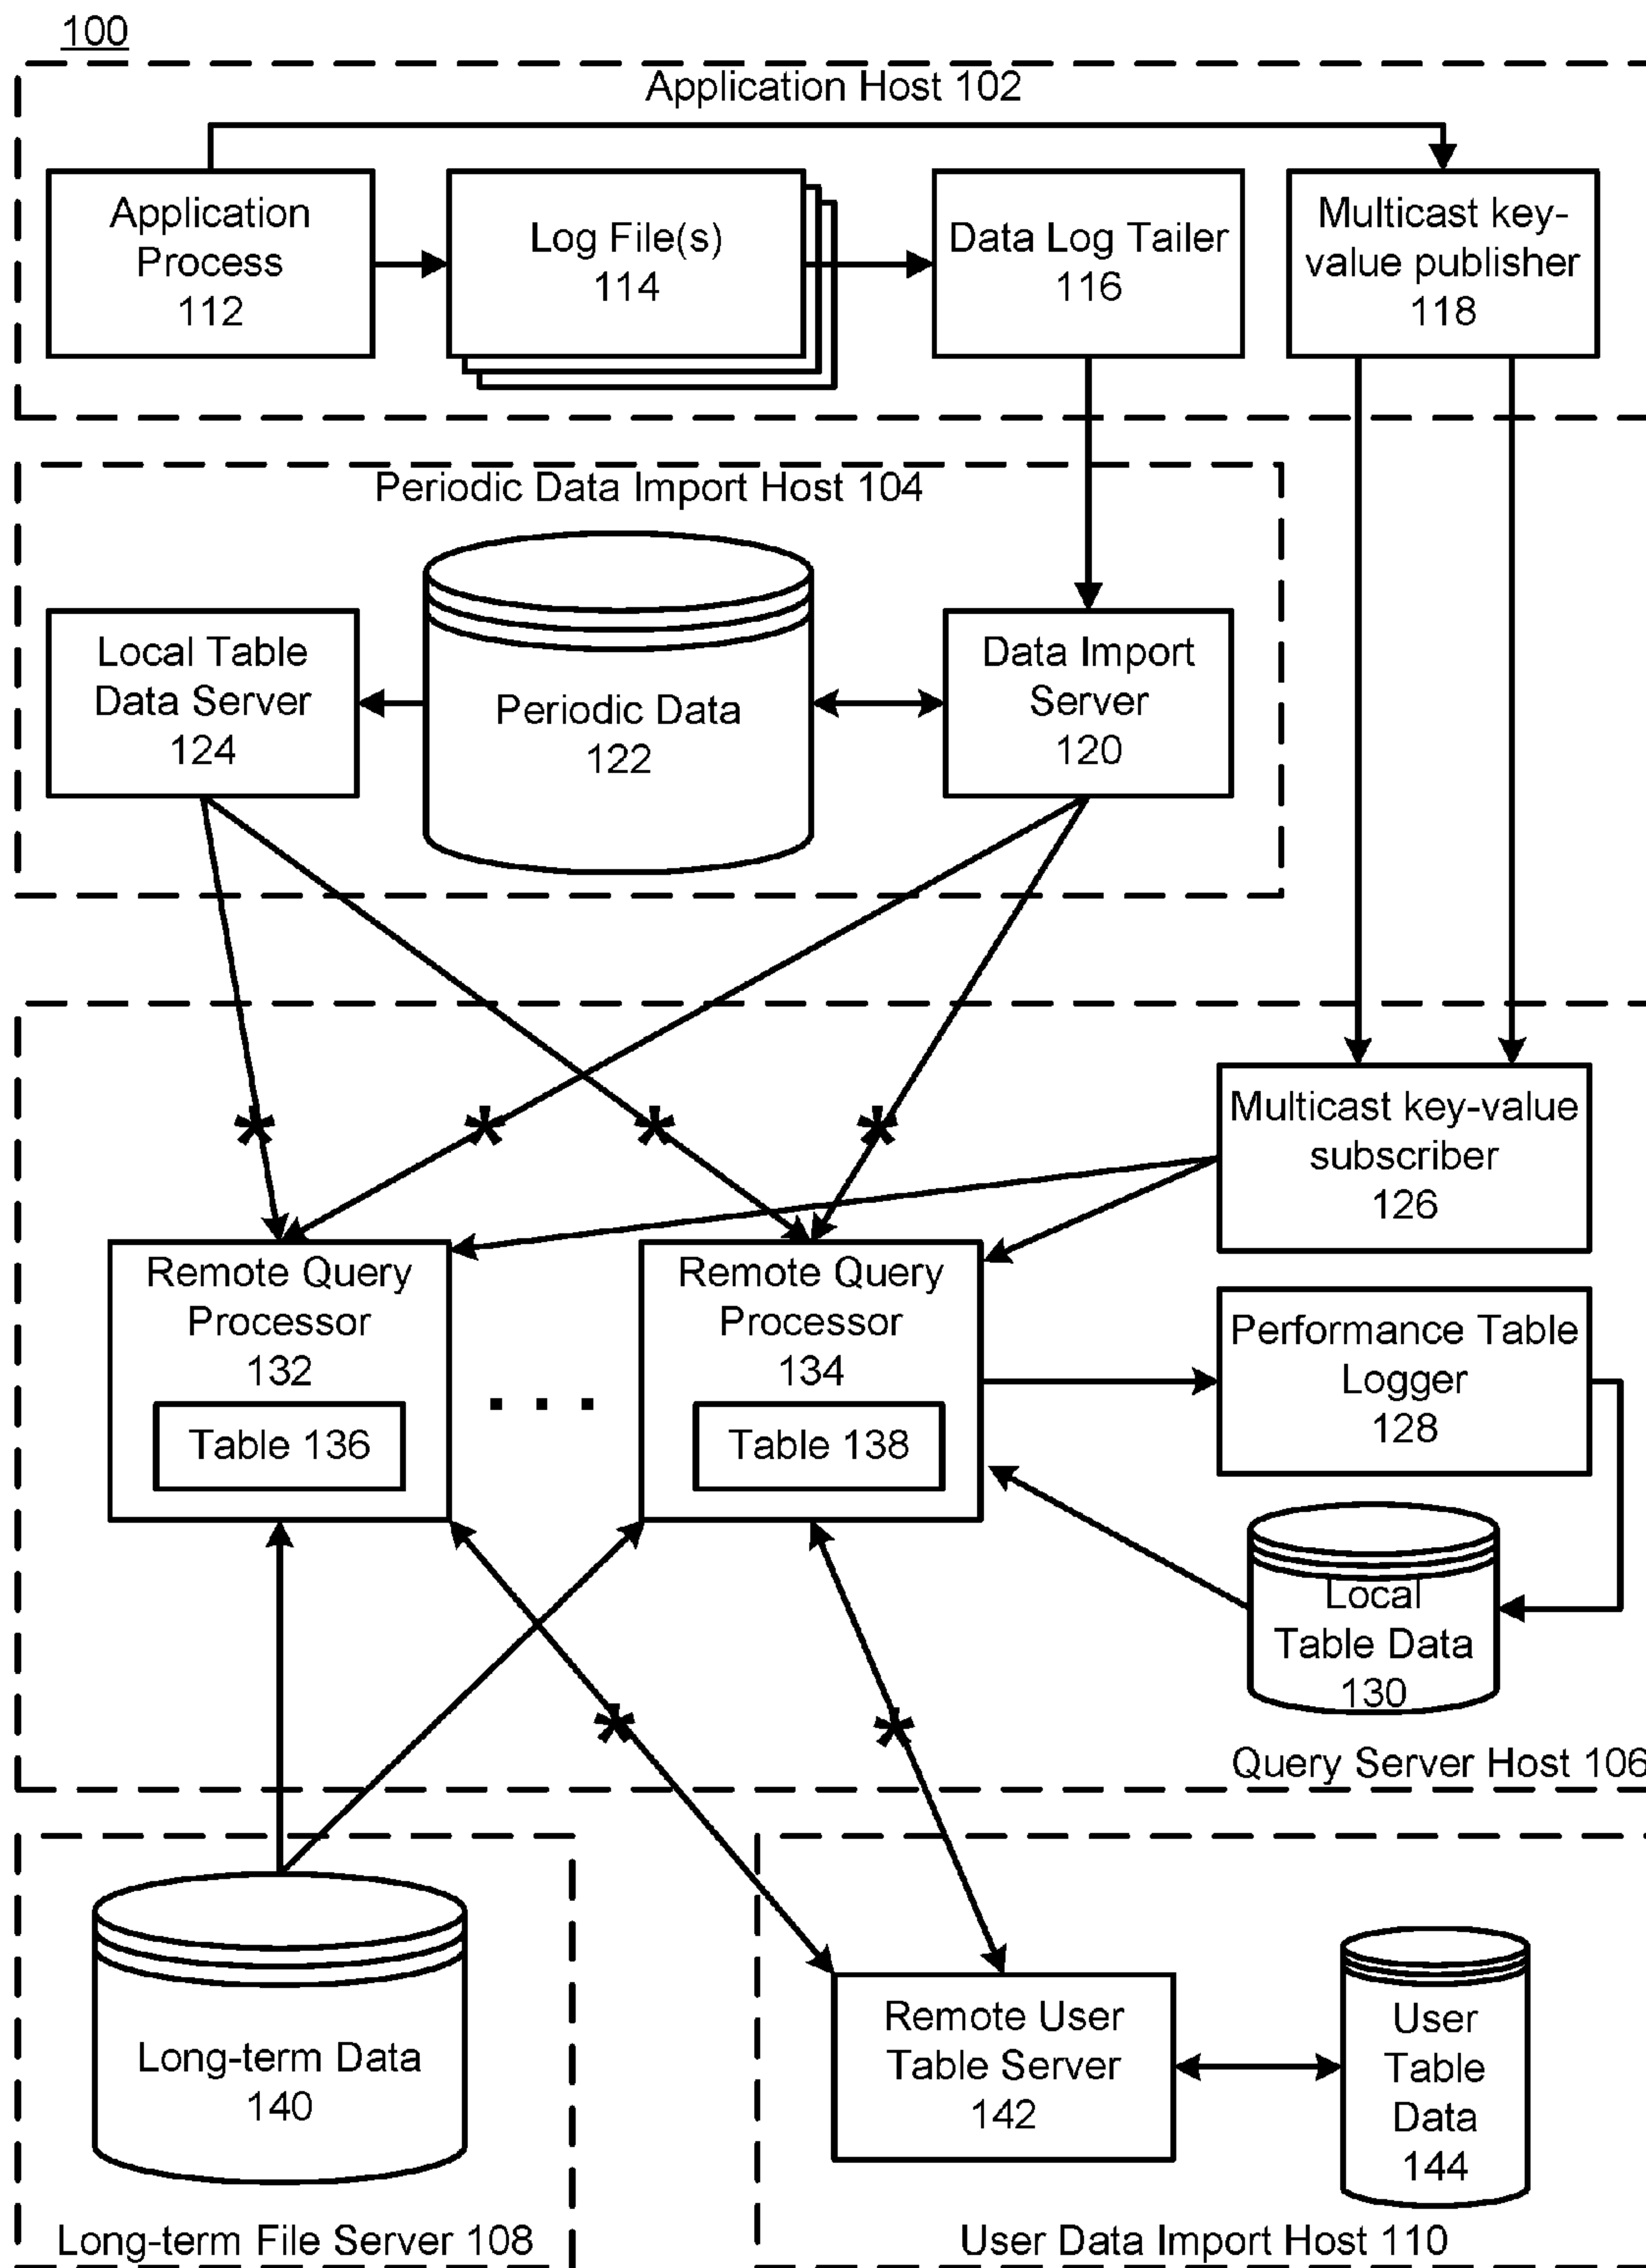 100
Application Host 102
Application
Process
112
Log File(s)
114
Data Log Tailer
116
Multicast key-
value publisher
118
Periodic Data Import Host 104
Local Table
Data Server
124
Periodic Data
122
Data Import
Server
120
* * * *
Multicast key-value
subscriber
126
Remote Query
Processor
132
Table 136
. . .
Remote Query
Processor
134
Table 138
Performance Table
Logger
128
Local
Table Data
130
* *
Query Server Host 106
Long-term Data
140
Long-term File Server 108
Remote User
Table Server
142
User
Table
Data
144
User Data Import Host 110